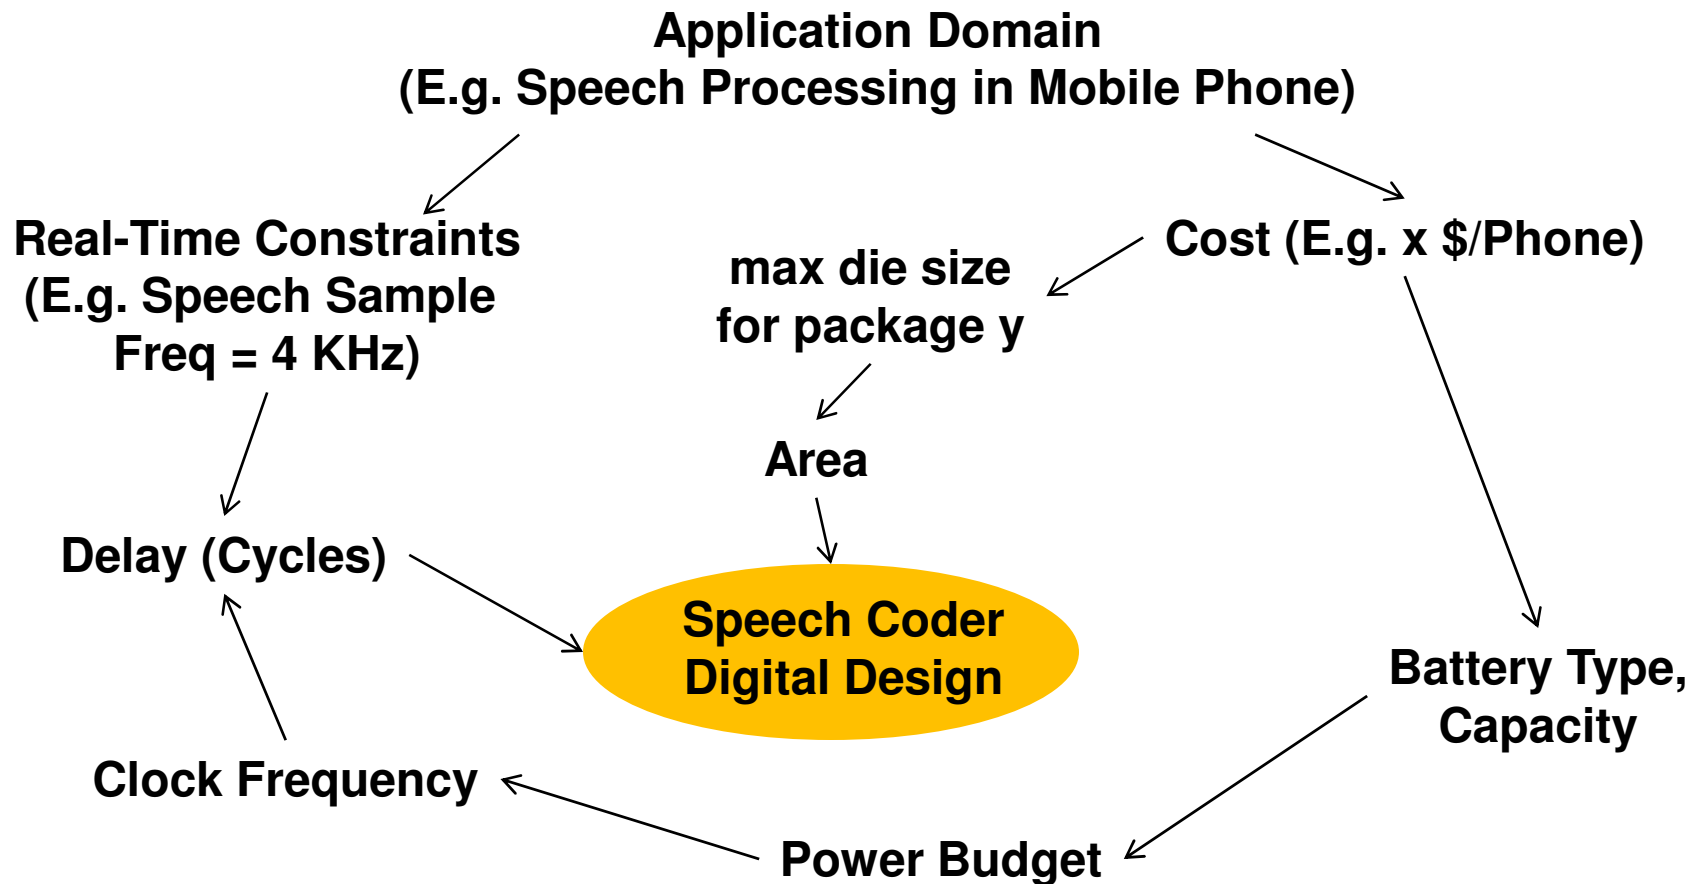 Application Domain
(E.g. Speech Processing in Mobile Phone)
Real-Time Constraints
(E.g. Speech Sample
Freq = 4 KHz)
max die size
for package y
Cost (E.g. x $/Phone)
Area
Delay (Cycles)
Speech Coder
Digital Design
Battery Type,
Capacity
Clock Frequency
Power Budget